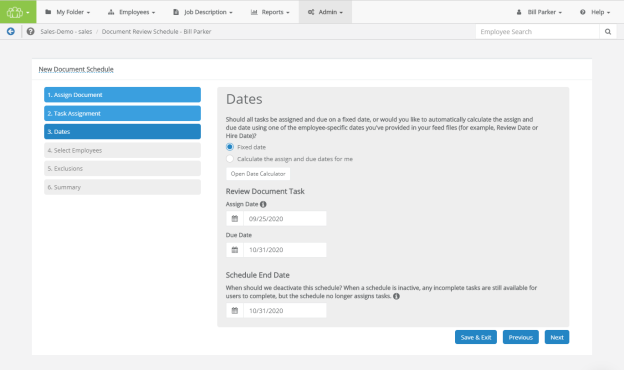 My Folder
Employees
Job Description
Reports
Admin
Bill Parker
Help
Sales-Demo - sales / Document Review Schedule - Bill Parker
Employee Search
New Document Schedule
1. Assign Document
2. Task Assignment
3. Dates
4. Select Employees
5. Exclusions
6. Summary
Dates
Should all tasks be assigned and due on a fixed date, or would you like to automatically calculate the assign and
due date using one of the employee-specific dates you've provided in your feed files (for example, Review Date or
Hire Date)?
Fixed date
Calculate the assign and due dates for me
Open Date Calculator
Review Document Task
Assign Date
09/25/2020
Due Date
10/31/2020
Schedule End Date
When should we deactivate this schedule? When a schedule is inactive, any incomplete tasks are still available for
users to complete, but the schedule no longer assigns tasks.
10/31/2020
Save & Exit
Previous
Next